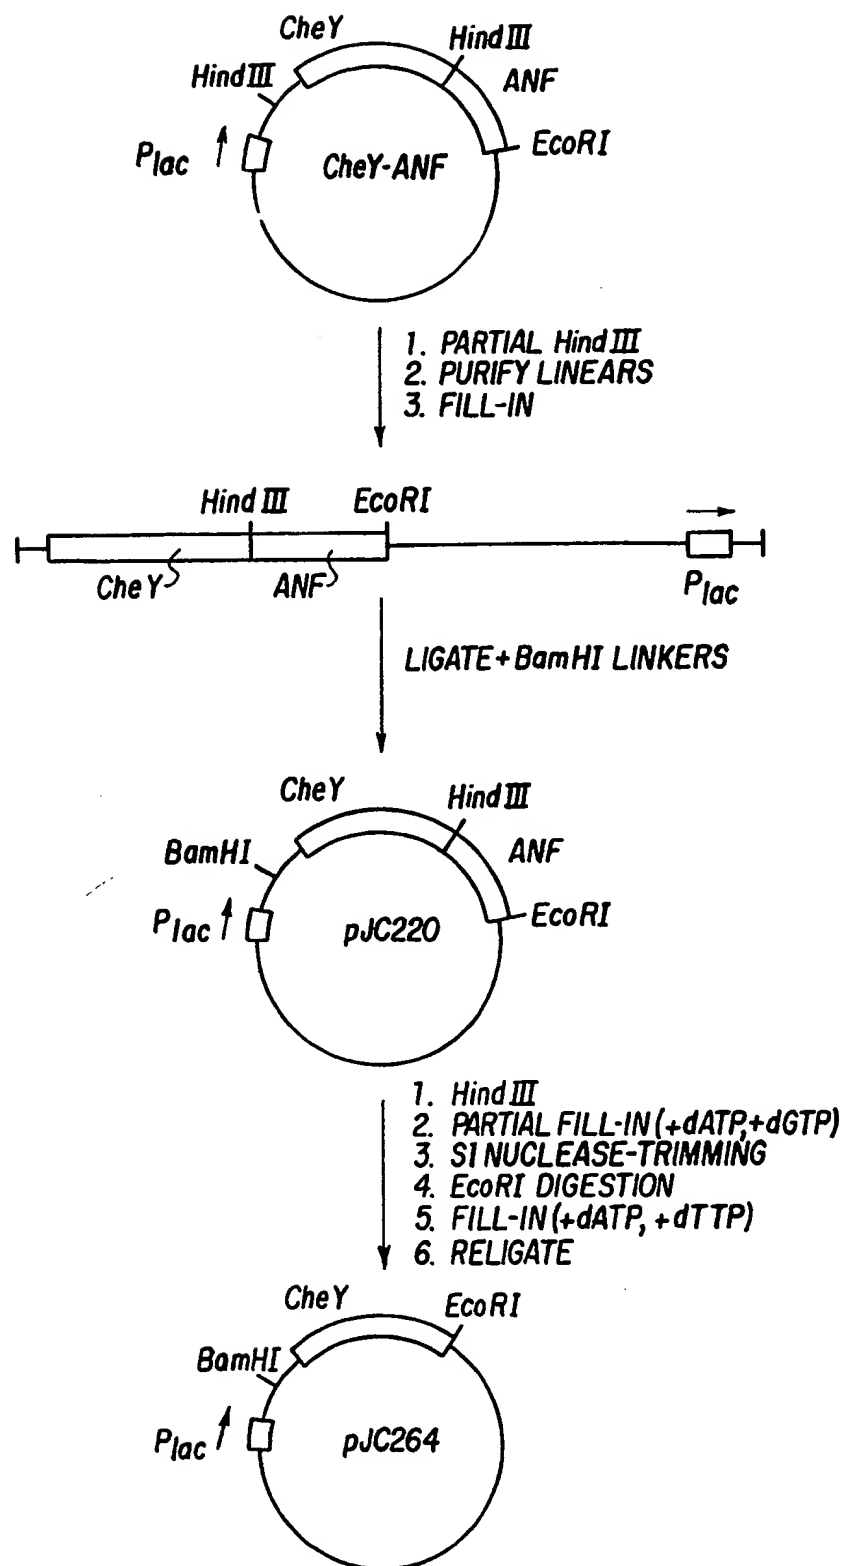 CheY
HindIII
HindIII
ANF
EcoRI
Plac
CheY-ANF
1. PARTIAL HindIII
2. PURIFY LINEARS
3. FILL-IN
HindIII
EcoRI
CheY
ANF
Plac
LIGATE+BamHI LINKERS
CheY
HindIII
BamHI
ANF
Plac
EcoRI
pJC220
1. HindIII
2. PARTIAL FILL-IN(+dATP,+dGTP)
3. S1 NUCLEASE-TRIMMING
4. EcoRI DIGESTION
5. FILL-IN(+dATP, +dTTP)
6. RELIGATE
CheY
EcoRI
BamHI
Plac
pJC264